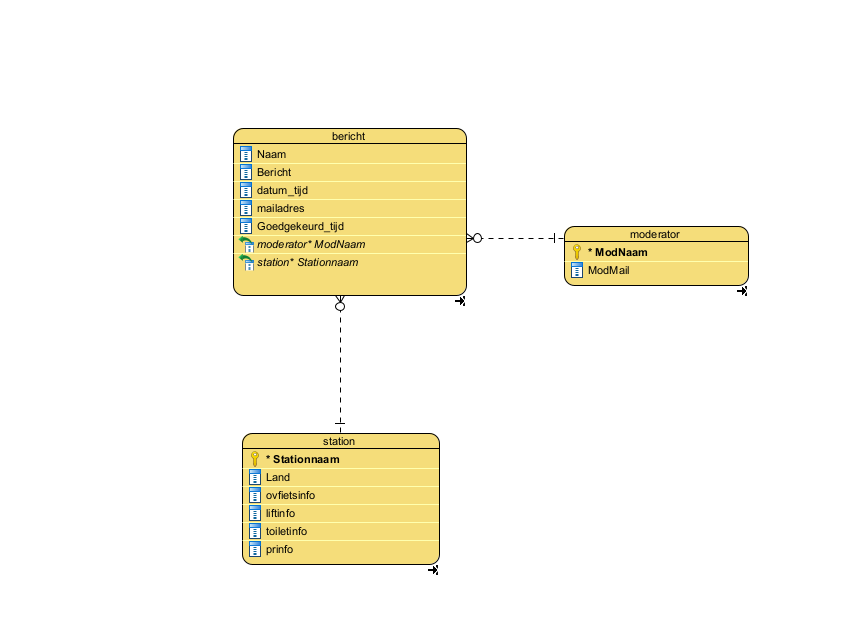 bericht
Naam
Bericht
datum_tijd
mailadres
Goedgekeurd_tijd
moderator* ModNaam
station* Stationnaam
moderator
* ModNaam
ModMail
station
* Stationnaam
Land
ovfietsinfo
liftinfo
toiletinfo
prinfo